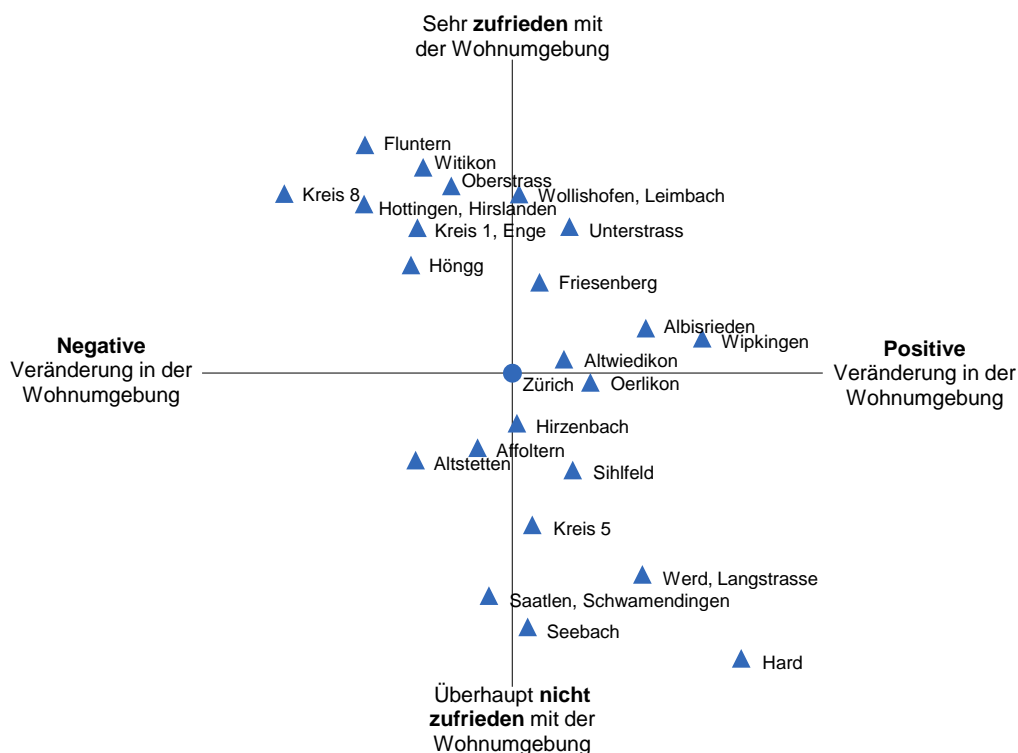 Sehr zufrieden mit
der Wohnumgebung
Fluntern
Witikon
Oberstrass
Kreis 8
Wollishofen, Leimbach
Hottingen, Hirslanden
Kreis 1, Enge
Unterstrass
Höngg
Friesenberg
Albisrieden
Wipkingen
Negative
Veränderung in der
Wohnumgebung
Positive
Veränderung in der
Wohnumgebung
Altwiedikon
Zürich
Oerlikon
Hirzenbach
Affoltern
Altstetten
Sihlfeld
Kreis 5
Werd, Langstrasse
Saatlen, Schwamendingen
Seebach
Hard
Überhaupt nicht
zufrieden mit der
Wohnumgebung